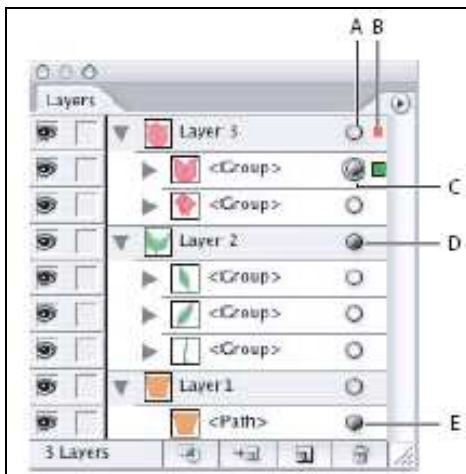 A B
Layers
Layer 3
<Group>
C
<Group>
Layer 2
D
<Group>
<Group>
<Group>
Layer 1
<Path>
E
3 Layers